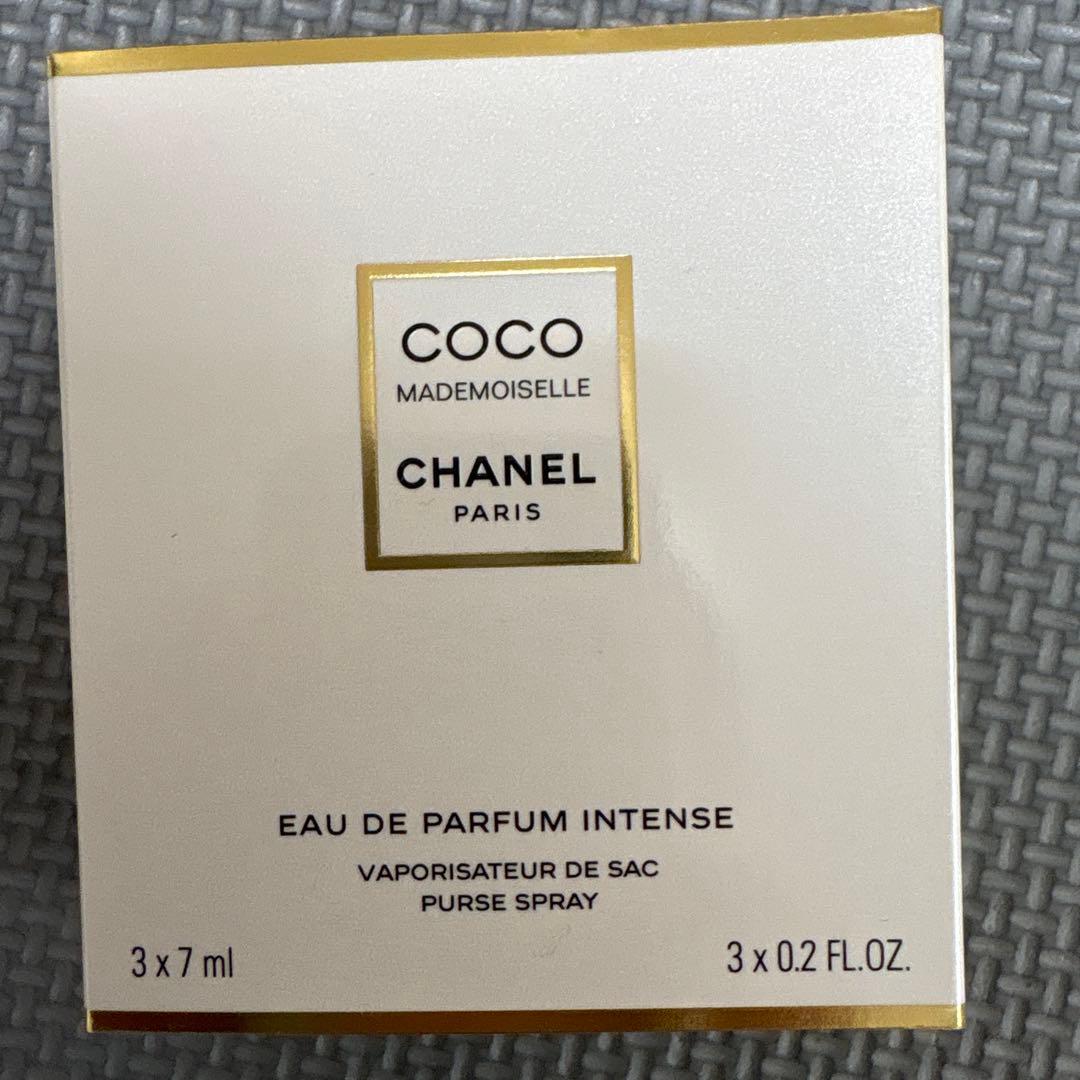 COCO
MADEMOISELLE
CHANEL
PARIS
EAU DE PARFUM INTENSE
VAPORISATEUR DE SAC
PURSE SPRAY
3 x 7 ml
3 x 0.2 FL.OZ.